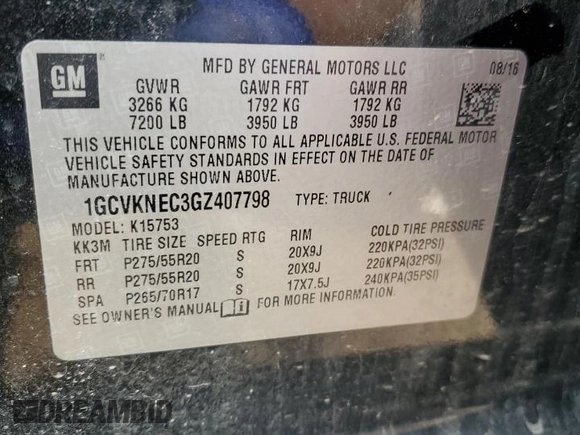 GM
MFD BY GENERAL MOTORS LLC 08/16
GVWR GAWR FRT GAWR RR
3266 KG 1792 KG 1792 KG
7200 LB 3950 LB 3950 LB
THIS VEHICLE CONFORMS TO ALL APPLICABLE U.S. FEDERAL MOTOR
VEHICLE SAFETY STANDARDS IN EFFECT ON THE DATE OF
MANUFACTURE SHOWN ABOVE.
1GCVKNEC3GZ407798 TYPE: TRUCK
MODEL: K15753
KK3M TIRE SIZE SPEED RTG RIM COLD TIRE PRESSURE
FRT P275/55R20 S 20X9J 220KPA(32PSI)
RR P275/55R20 S 20X9J 220KPA(32PSI)
SPA P265/70R17 S 17X7.5J 240KPA(35PSI)
SEE OWNER'S MANUAL FOR MORE INFORMATION.
DREAMBID